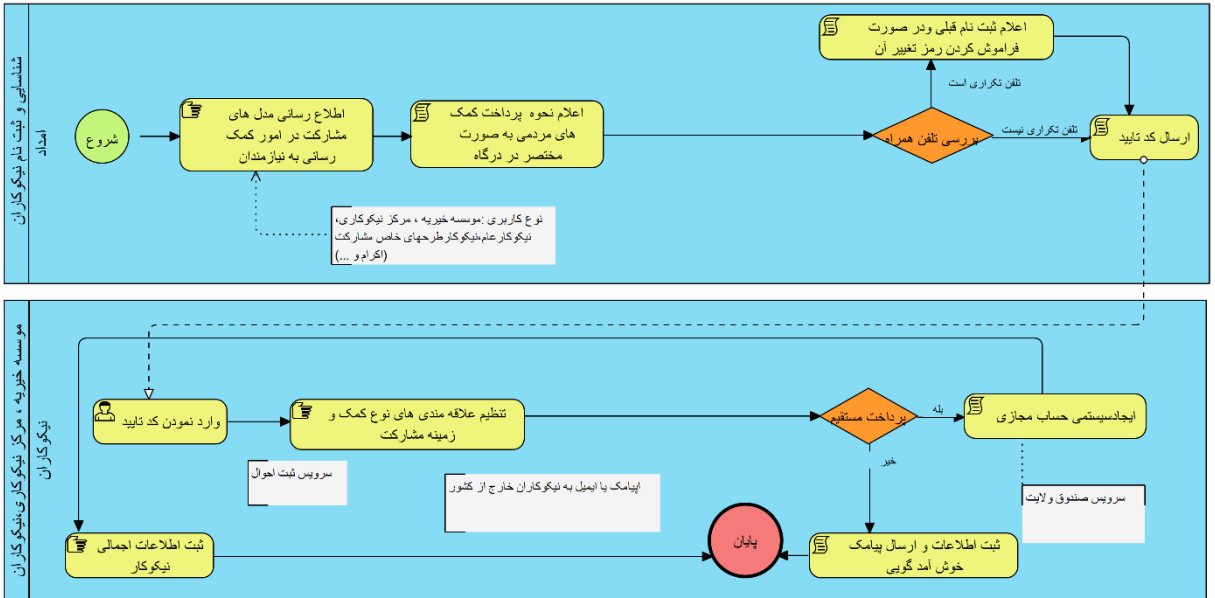 شناسایی و ثبت نام نیکوکاران
امداد
شروع
اطلاع رسانی مدل های
مشارکت در امور کمک
رسانی به نیازمندان
اعلام نحوه پرداخت کمک
های مردمی به صورت
مختصر در درگاه
نوع کاربری :موسسه خیریه ، مرکز نیکوکاری،
نیکوکارعام،نیکوکارطرحهای خاص مشارکت
(اکرام و ...)
بررسی تلفن همراه
تلفن تکراری است
اعلام ثبت نام قبلی ودر صورت
فراموش کردن رمز تغییر آن
تلفن تکراری نیست
ارسال کد تایید
موسسه خیریه ، مرکز نیکوکاری،نیکوکاران
نیکوکاران
وارد نمودن کد تایید
تنظیم علاقه مندی های نوع کمک و
زمینه مشارکت
پرداخت مستقیم
بله
ایجادسیستمی حساب مجازی
خیر
سرویس ثبت احوال
اپیامک یا ایمیل به نیکوکاران خارج از کشور
سرویس صندوق ولایت
ثبت اطلاعات اجمالی
نیکوکار
پایان
ثبت اطلاعات و ارسال پیامک
خوش آمد گویی